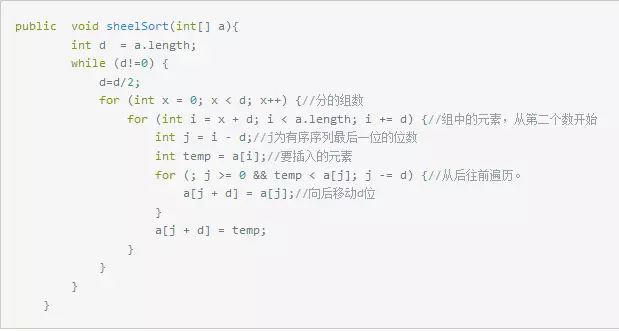 public  void sheelSort(int[] a){
        int d  = a.length;
        while (d!=0) {
            d=d/2;
            for (int x = 0; x < d; x++) {//分的组数
                for (int i = x + d; i < a.length; i += d) {//组中的元素，从第二个数开始
                    int j = i - d;//j为有序序列最后一位的位数
                    int temp = a[i];//要插入的元素
                    for (; j >= 0 && temp < a[j]; j -= d) {//从后往前遍历。
                        a[j + d] = a[j];//向后移动d位
                    }
                    a[j + d] = temp;
                }
            }
        }
    }